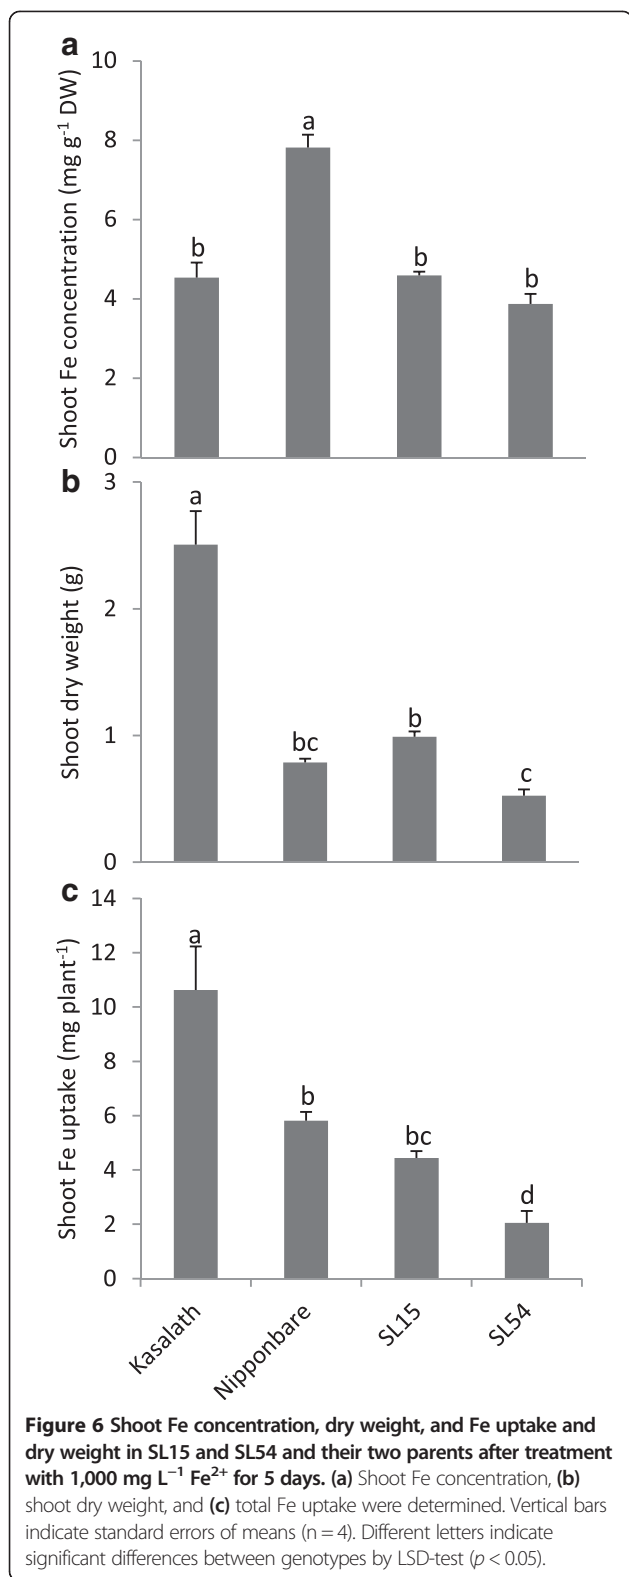 a
10
8
6
4
2
0
Shoot Fe concentration (mg g⁻¹ DW)
b
a
b
b
b
3
2
1
0
Shoot dry weight (g)
a
bc
b
c
c
14
12
10
8
6
4
2
0
Shoot Fe uptake (mg plant⁻¹)
a
b
bc
d
Kasalath
Nipponbare
SL15
SL54
Figure 6 Shoot Fe concentration, dry weight, and Fe uptake and
dry weight in SL15 and SL54 and their two parents after treatment
with 1,000 mg L⁻¹ Fe²⁺ for 5 days. (a) Shoot Fe concentration, (b)
shoot dry weight, and (c) total Fe uptake were determined. Vertical bars
indicate standard errors of means (n = 4). Different letters indicate
significant differences between genotypes by LSD-test (p < 0.05).